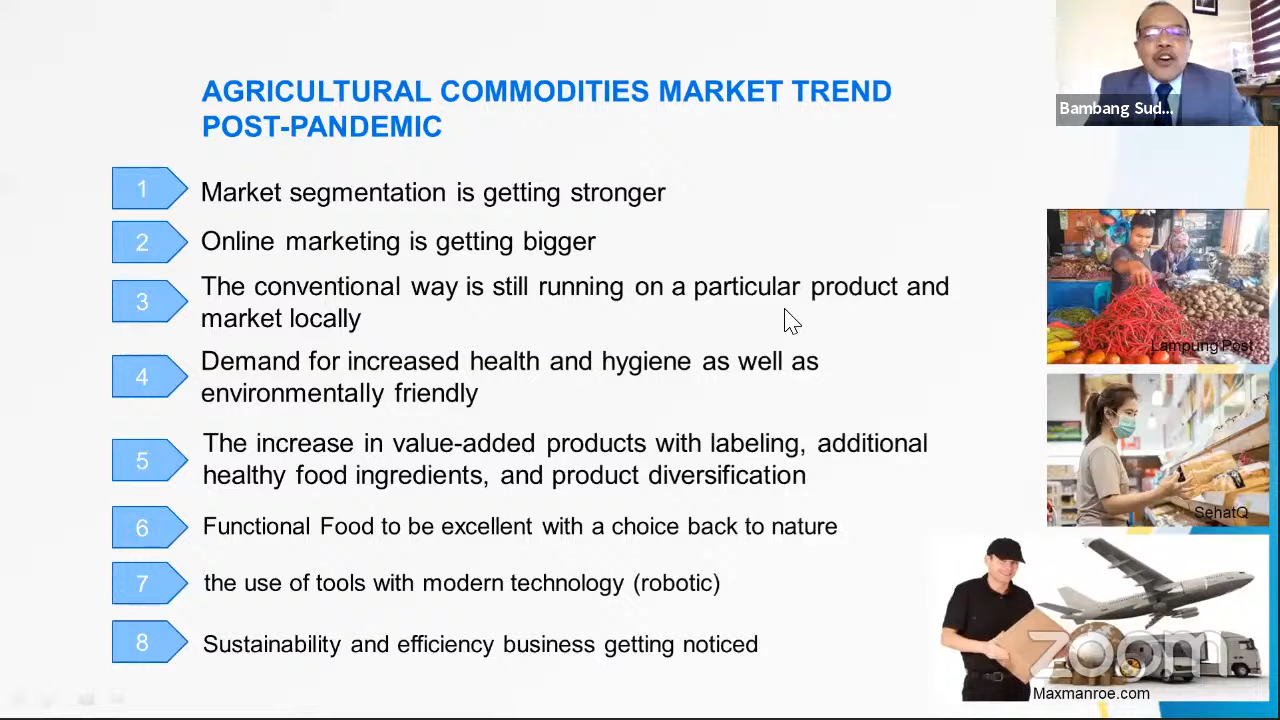 AGRICULTURAL COMMODITIES MARKET TREND
POST-PANDEMIC
1
Market segmentation is getting stronger
2
Online marketing is getting bigger
3
The conventional way is still running on a particular product and
market locally
4
Demand for increased health and hygiene as well as
environmentally friendly
5
The increase in value-added products with labeling, additional
healthy food ingredients, and product diversification
6
Functional Food to be excellent with a choice back to nature
7
the use of tools with modern technology (robotic)
8
Sustainability and efficiency business getting noticed
Bambang Sud...
Lampung Post
SehatQ
zoom
Maxmanroe.com